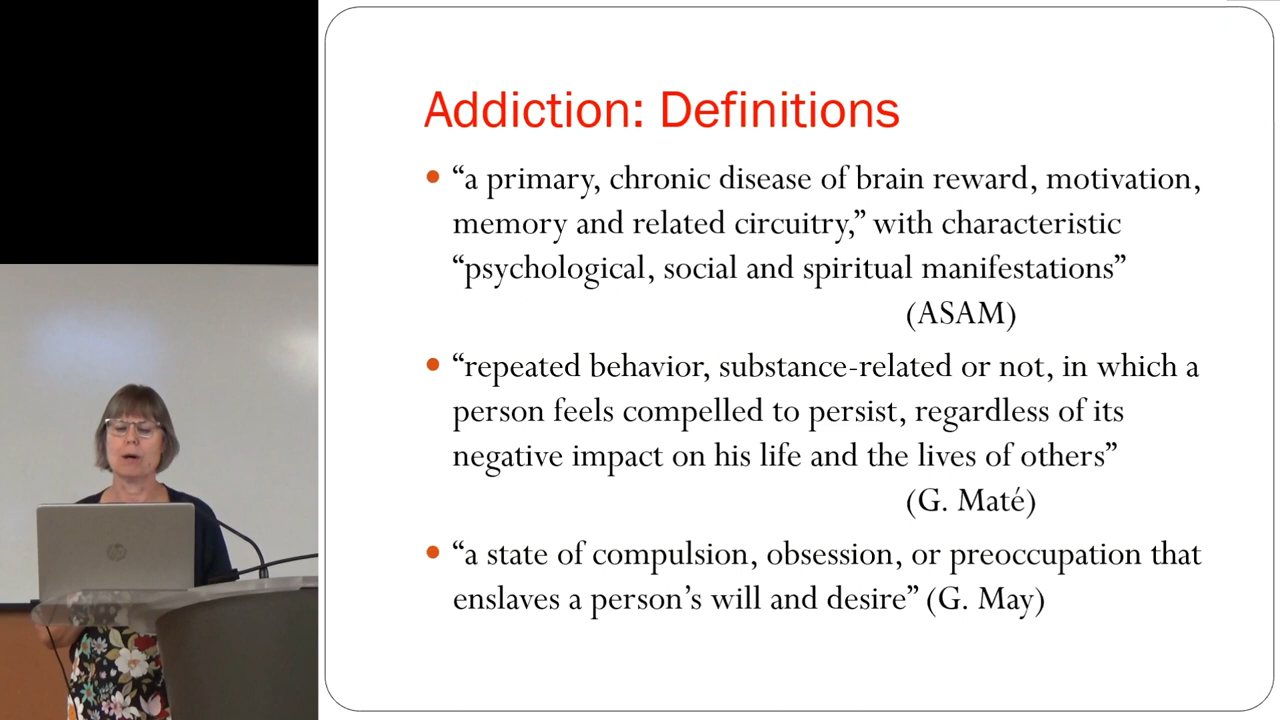 Addiction: Definitions
• “a primary, chronic disease of brain reward, motivation,
memory and related circuitry,” with characteristic
“psychological, social and spiritual manifestations”
(ASAM)
• “repeated behavior, substance-related or not, in which a
person feels compelled to persist, regardless of its
negative impact on his life and the lives of others”
(G. Maté)
• “a state of compulsion, obsession, or preoccupation that
enslaves a person’s will and desire” (G. May)
hp